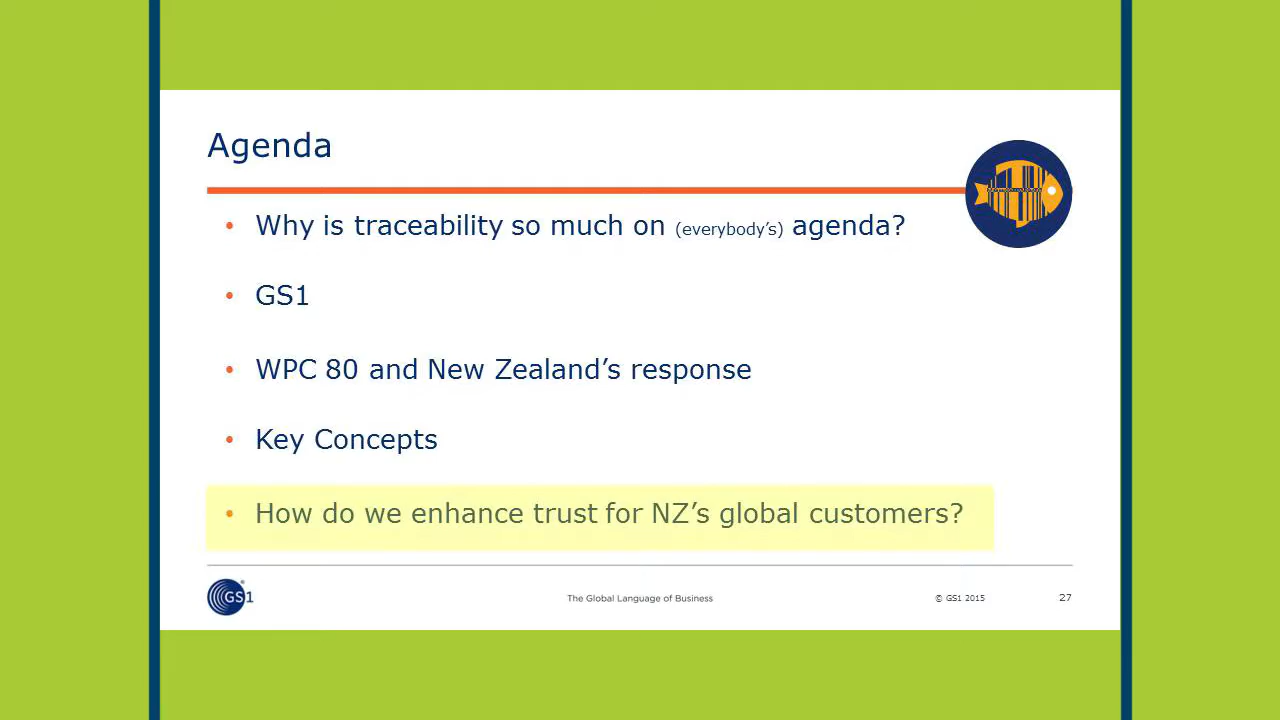 Agenda
• Why is traceability so much on (everybody’s) agenda?
• GS1
• WPC 80 and New Zealand’s response
• Key Concepts
• How do we enhance trust for NZ’s global customers?
GS1 The Global Language of Business © GS1 2015 27